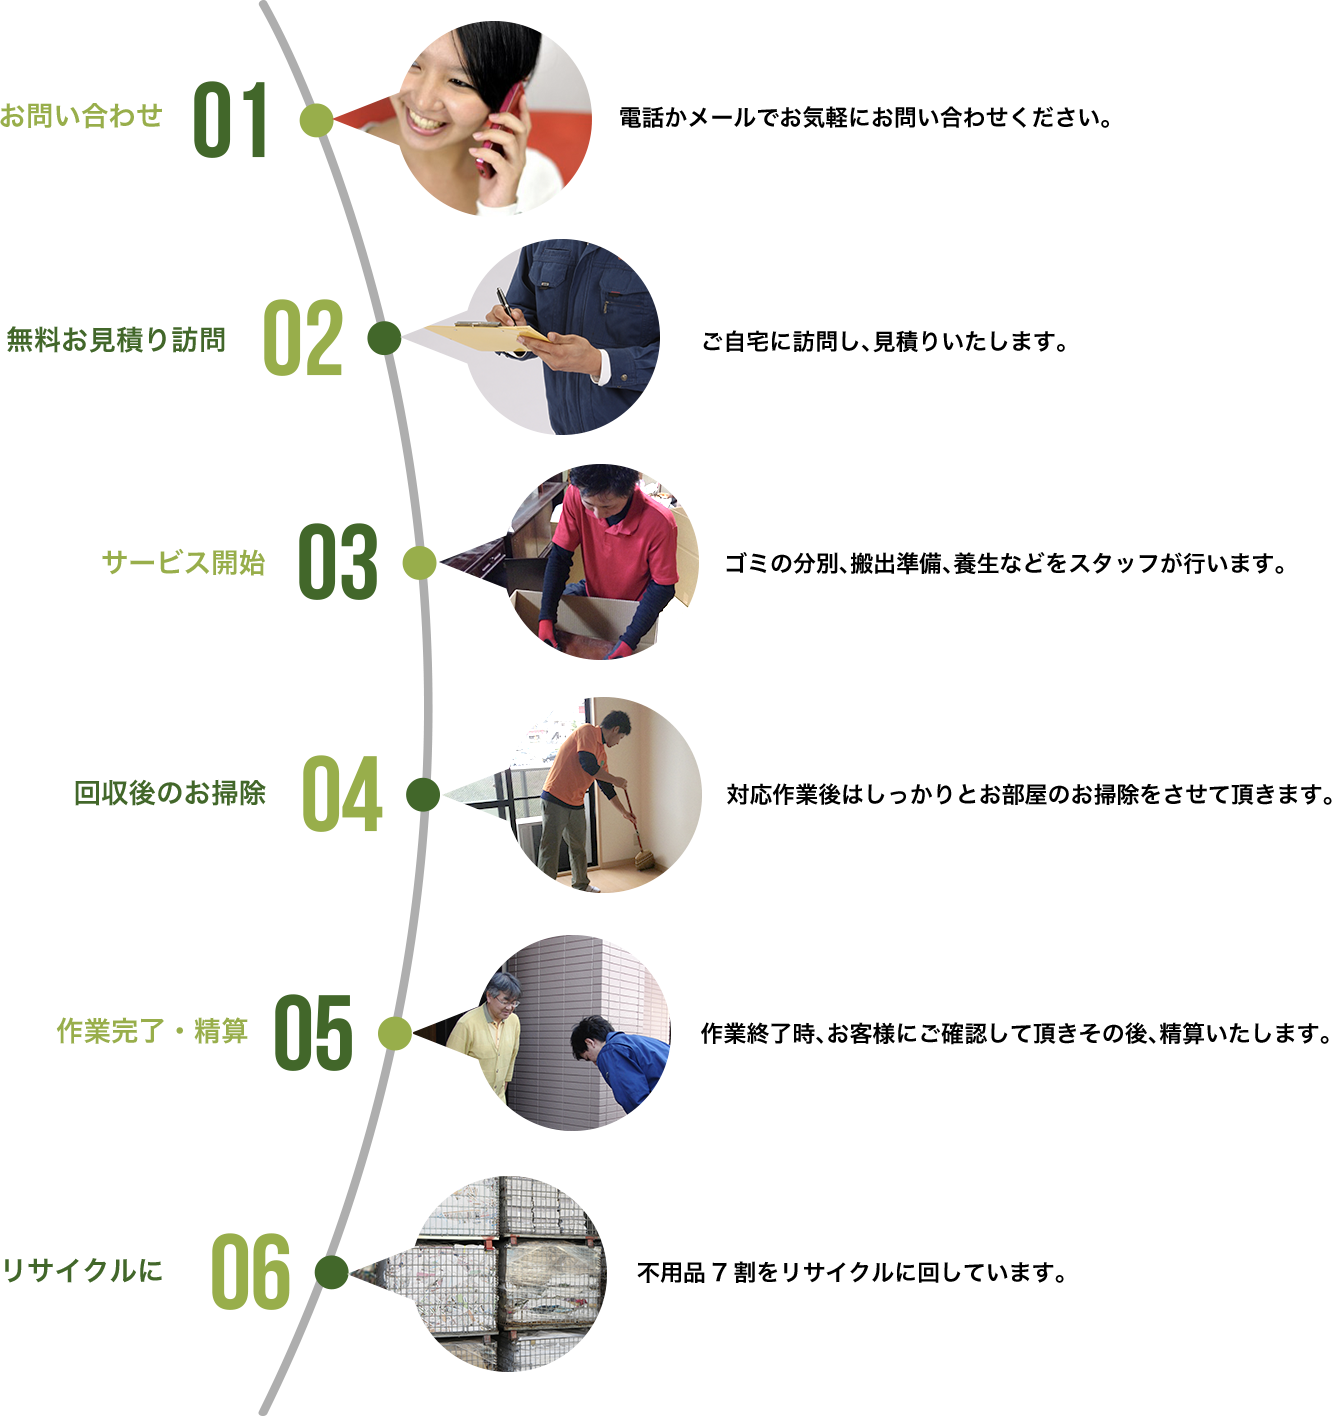 お問い合わせ 01 電話かメールでお気軽にお問い合わせください。
無料お見積り訪問 02 ご自宅に訪問し、見積りいたします。
サービス開始 03 ゴミの分別、搬出準備、養生などをスタッフが行います。
回収後のお掃除 04 対応作業後はしっかりとお部屋のお掃除をさせて頂きます。
作業完了・精算 05 作業終了時、お客様にご確認して頂きその後、精算いたします。
リサイクルに 06 不用品7割をリサイクルに回しています。